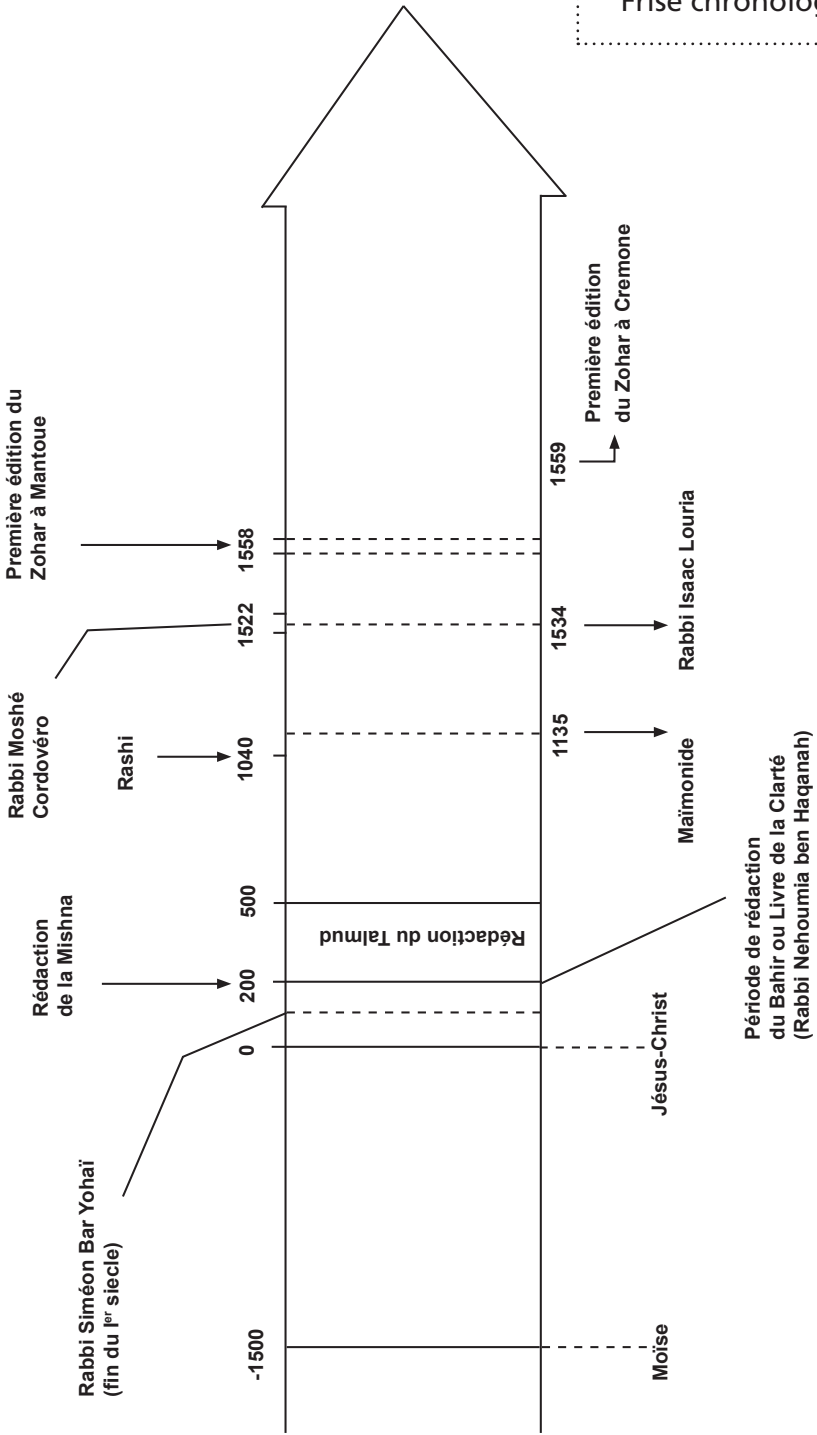 Frise chronolog
Rabbi Siméon Bar Yohaï
(fin du Ier siecle)
Rédaction
de la Mishna
Rashi
Rabbi Moshé
Cordovéro
Première édition du
Zohar à Mantoue
-1500
0
200
500
1040
1522
1558
Rédaction du Talmud
1135
1534
1559
Moïse
Jésus-Christ
Période de rédaction
du Bahir ou Livre de la Clarté
(Rabbi Nehoumia ben Haqanah)
Maïmonide
Rabbi Isaac Louria
Première édition
du Zohar à Cremone